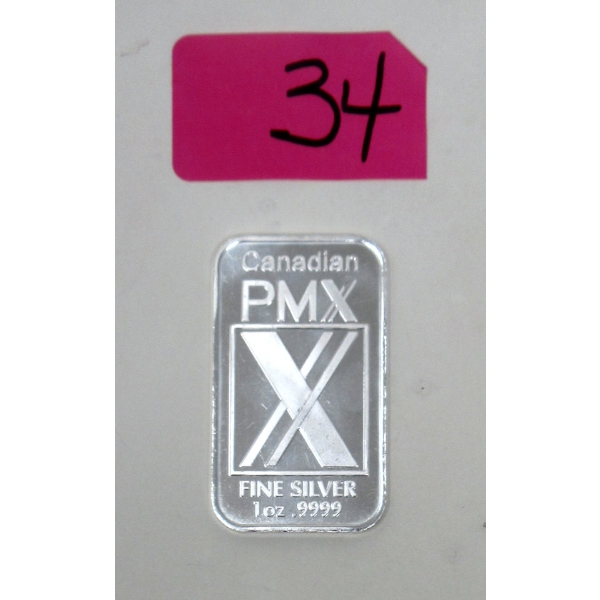 34
Canadian
PMX
X
FINE SILVER
1oz .9999